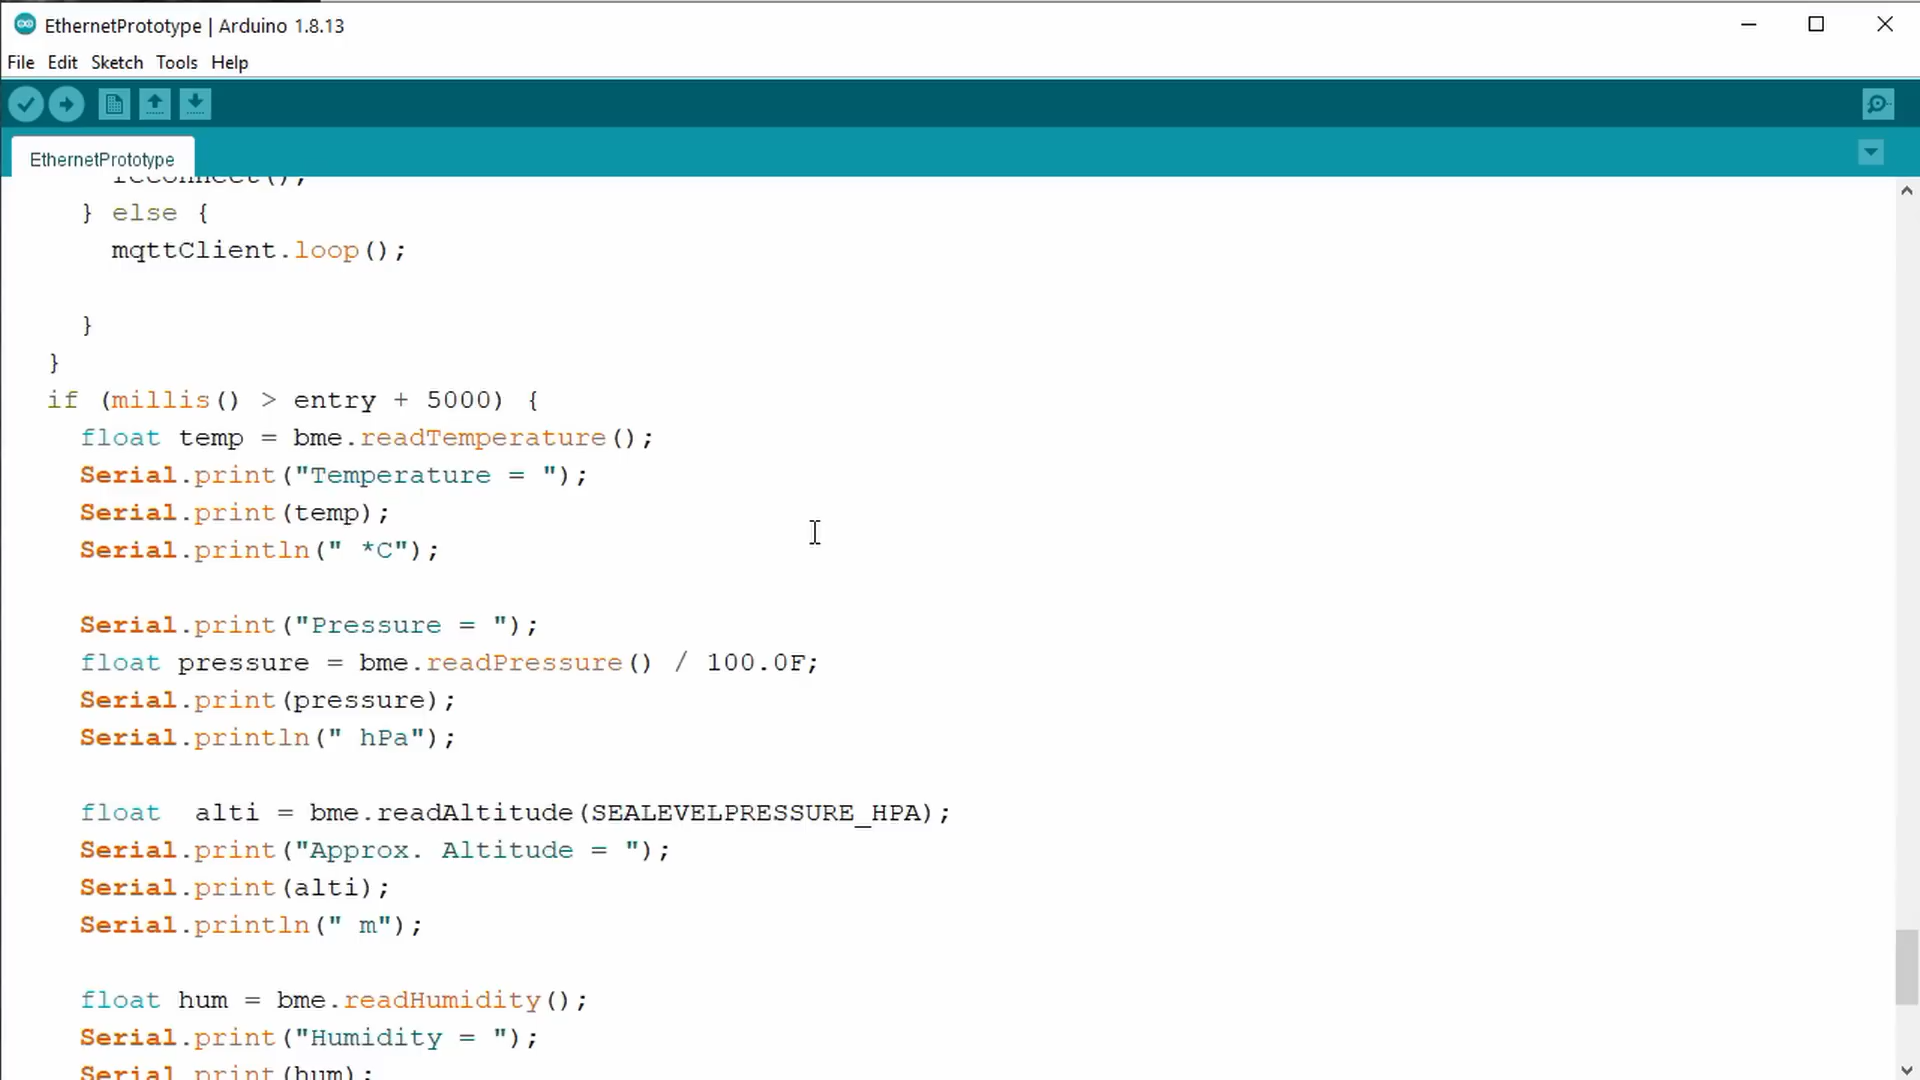 EthernetPrototype | Arduino 1.8.13
File Edit Sketch Tools Help
EthernetPrototype
reconnect();
} else {
mqttClient.loop();
}
}
if (millis() > entry + 5000) {
float temp = bme.readTemperature();
Serial.print("Temperature = ");
Serial.print(temp);
Serial.println(" *C");
Serial.print("Pressure = ");
float pressure = bme.readPressure() / 100.0F;
Serial.print(pressure);
Serial.println(" hPa");
float  alti = bme.readAltitude(SEALEVELPRESSURE_HPA);
Serial.print("Approx. Altitude = ");
Serial.print(alti);
Serial.println(" m");
float hum = bme.readHumidity();
Serial.print("Humidity = ");
Serial.print(hum);